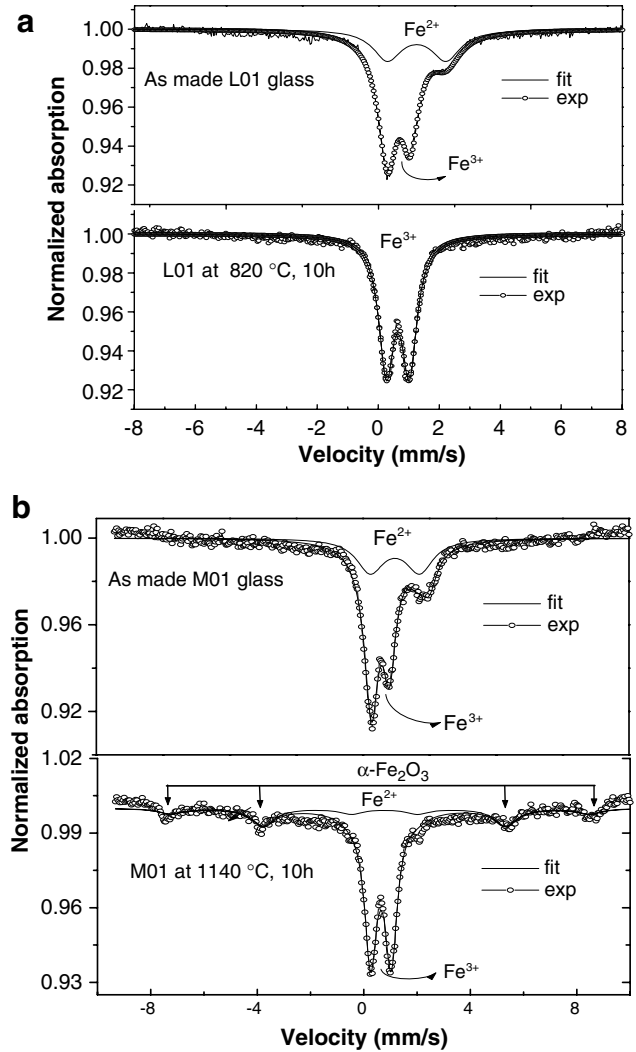 a
1.00
0.98
0.96
0.94
0.92
Fe2+
As made L01 glass
fit
exp
Fe3+
1.00
0.98
0.96
0.94
0.92
Fe3+
L01 at 820 °C, 10h
fit
exp
Normalized absorption
-8 -6 -4 -2 0 2 4 6 8
Velocity (mm/s)
b
1.00
0.96
0.92
Fe2+
As made M01 glass
fit
exp
Fe3+
1.02
0.99
0.96
0.93
α-Fe2O3
Fe2+
M01 at 1140 °C, 10h
fit
exp
Fe3+
Normalized absorption
-8 -4 0 4 8
Velocity (mm/s)